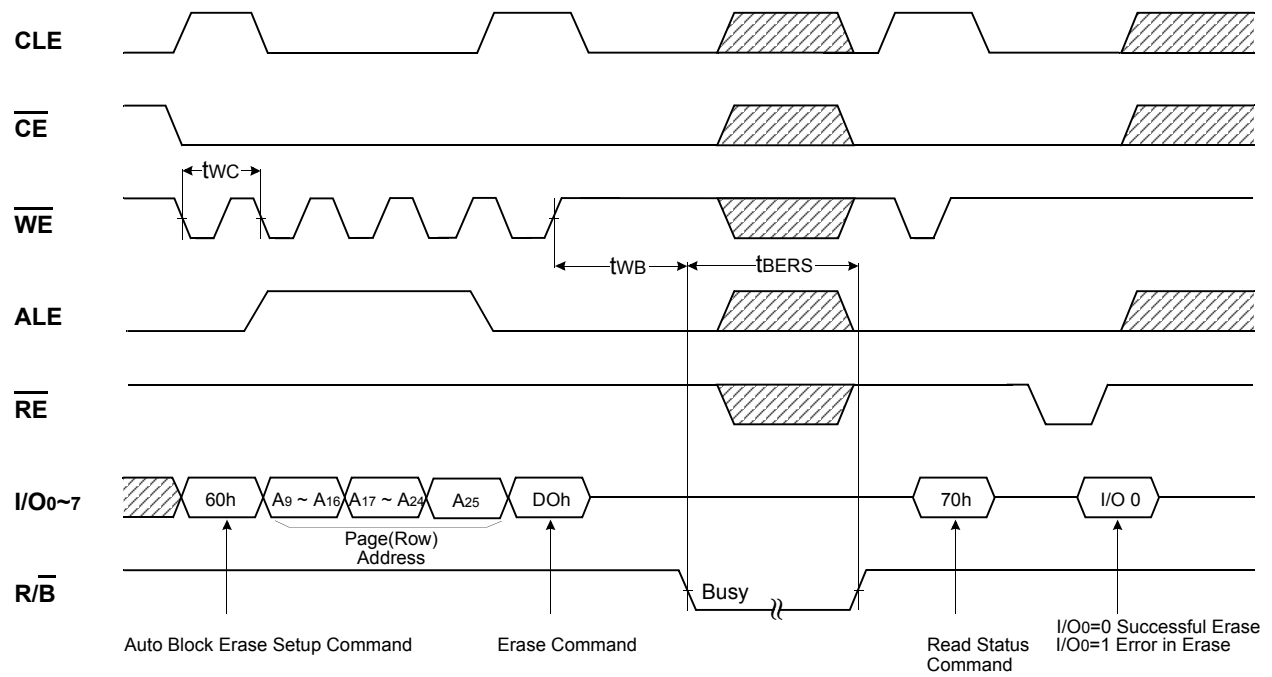 CLE
CE
tWC
WE
tWB
tBERS
ALE
RE
I/O0~7
60h
A9 ~ A16
A17 ~ A24
A25
DOh
70h
I/O 0
Page(Row)
Address
R/B
Busy
Auto Block Erase Setup Command
Erase Command
Read Status
Command
I/O0=0 Successful Erase
I/O0=1 Error in Erase